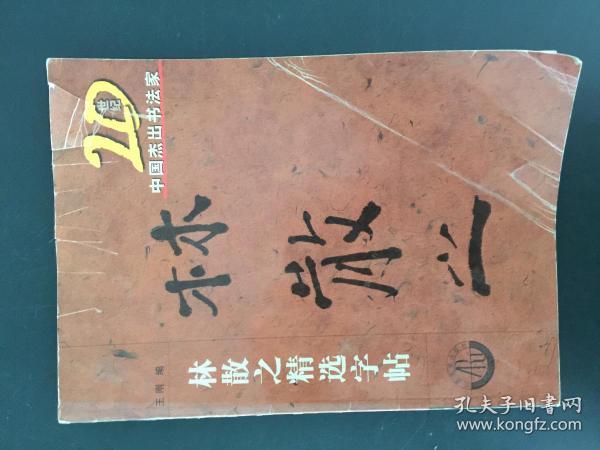 20世纪
中国杰出书法家
林散之
林散之精选字帖
王刚 编
孔夫子旧书网
www.kongfz.com